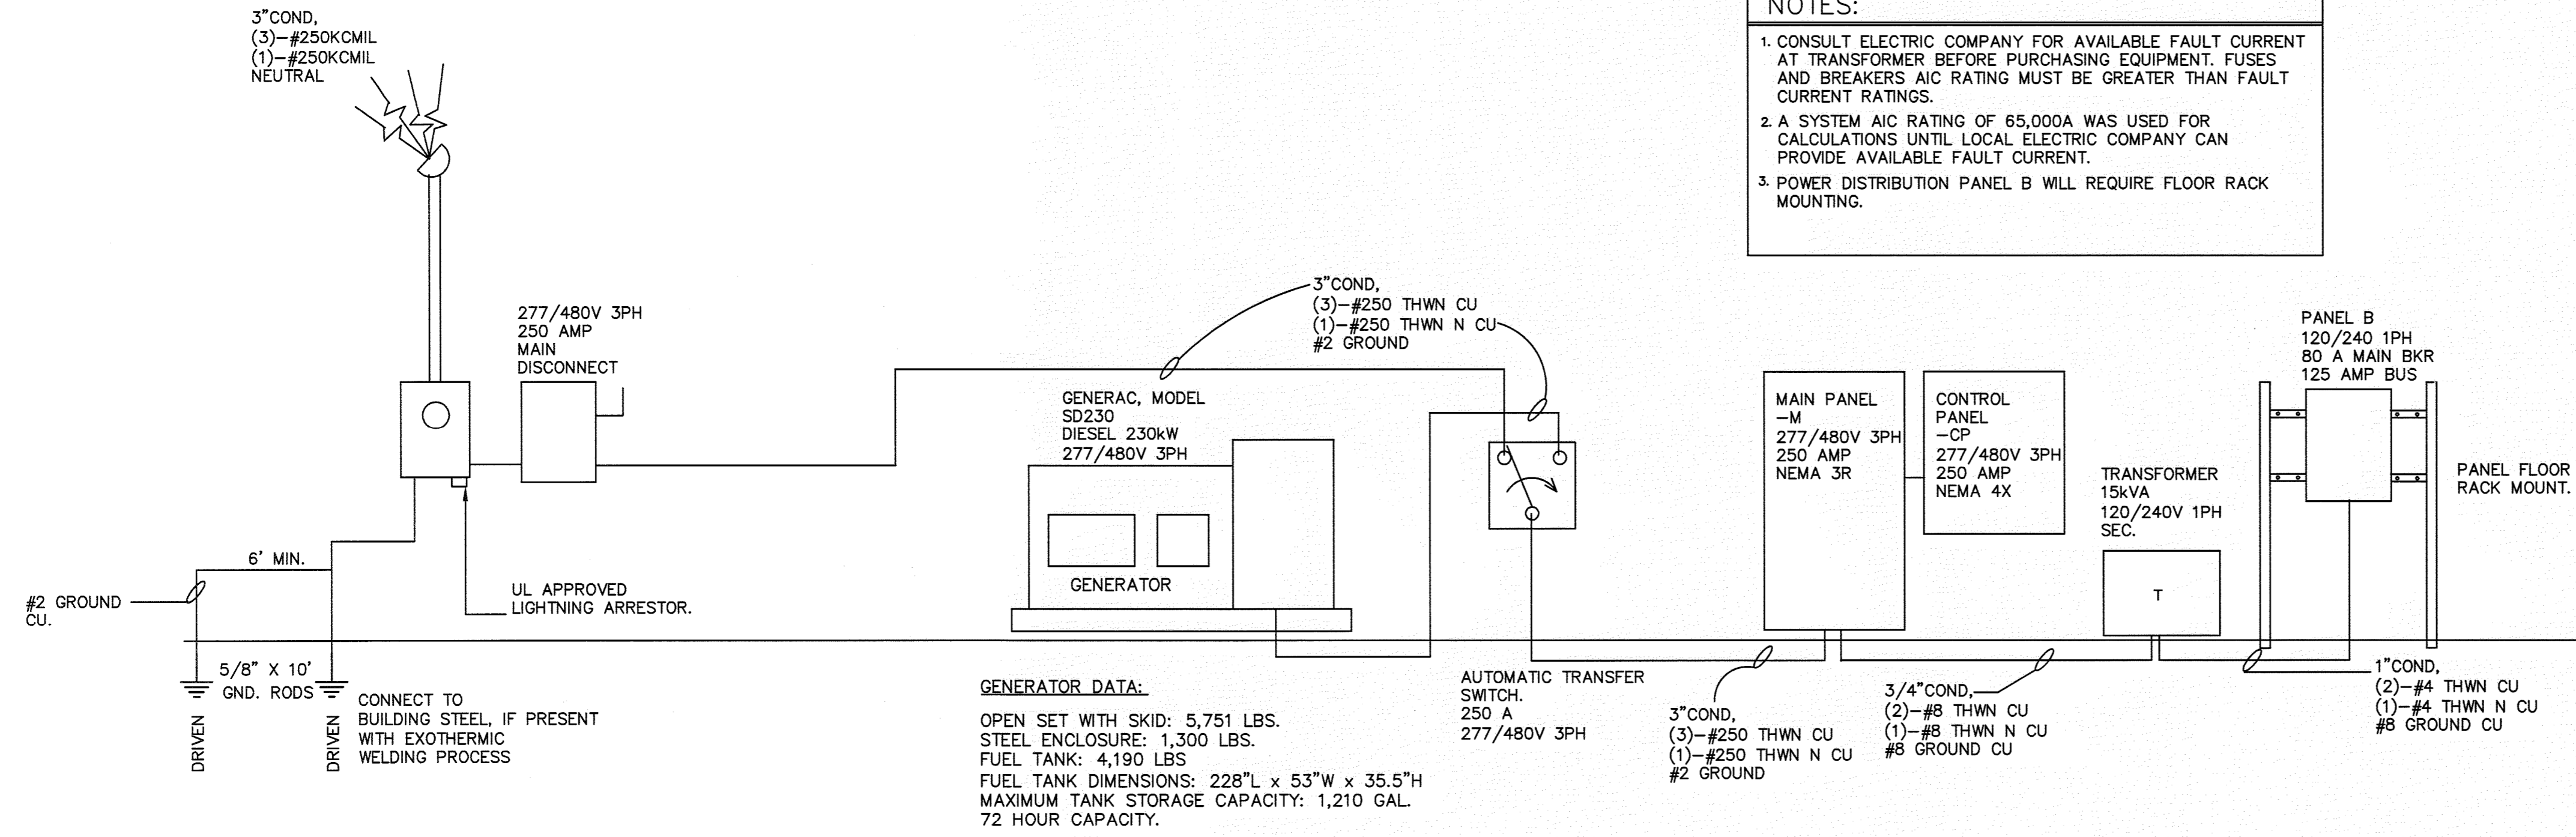 3"COND,
(3)-#250KCMIL
(1)-#250KCMIL
NEUTRAL
NOTES:
1. CONSULT ELECTRIC COMPANY FOR AVAILABLE FAULT CURRENT
AT TRANSFORMER BEFORE PURCHASING EQUIPMENT. FUSES
AND BREAKERS AIC RATING MUST BE GREATER THAN FAULT
CURRENT RATINGS.
2. A SYSTEM AIC RATING OF 65,000A WAS USED FOR
CALCULATIONS UNTIL LOCAL ELECTRIC COMPANY CAN
PROVIDE AVAILABLE FAULT CURRENT.
3. POWER DISTRIBUTION PANEL B WILL REQUIRE FLOOR RACK
MOUNTING.
277/480V 3PH
250 AMP
MAIN
DISCONNECT
3"COND,
(3)-#250 THWN CU
(1)-#250 THWN N CU
#2 GROUND
GENERAC, MODEL
SD230
DIESEL 230kW
277/480V 3PH
GENERATOR
MAIN PANEL
-M
277/480V 3PH
250 AMP
NEMA 3R
CONTROL
PANEL
-CP
277/480V 3PH
250 AMP
NEMA 4X
TRANSFORMER
15kVA
120/240V 1PH
SEC.
T
PANEL B
120/240 1PH
80 A MAIN BKR
125 AMP BUS
PANEL FLOOR
RACK MOUNT.
6' MIN.
#2 GROUND
CU.
UL APPROVED
LIGHTNING ARRESTOR.
5/8" X 10'
GND. RODS
DRIVEN
DRIVEN
CONNECT TO
BUILDING STEEL, IF PRESENT
WITH EXOTHERMIC
WELDING PROCESS
GENERATOR DATA:
OPEN SET WITH SKID: 5,751 LBS.
STEEL ENCLOSURE: 1,300 LBS.
FUEL TANK: 4,190 LBS
FUEL TANK DIMENSIONS: 228"L x 53"W x 35.5"H
MAXIMUM TANK STORAGE CAPACITY: 1,210 GAL.
72 HOUR CAPACITY.
AUTOMATIC TRANSFER
SWITCH.
250 A
277/480V 3PH
3"COND,
(3)-#250 THWN CU
(1)-#250 THWN N CU
#2 GROUND
3/4"COND,
(2)-#8 THWN CU
(1)-#8 THWN N CU
#8 GROUND CU
1"COND,
(2)-#4 THWN CU
(1)-#4 THWN N CU
#8 GROUND CU